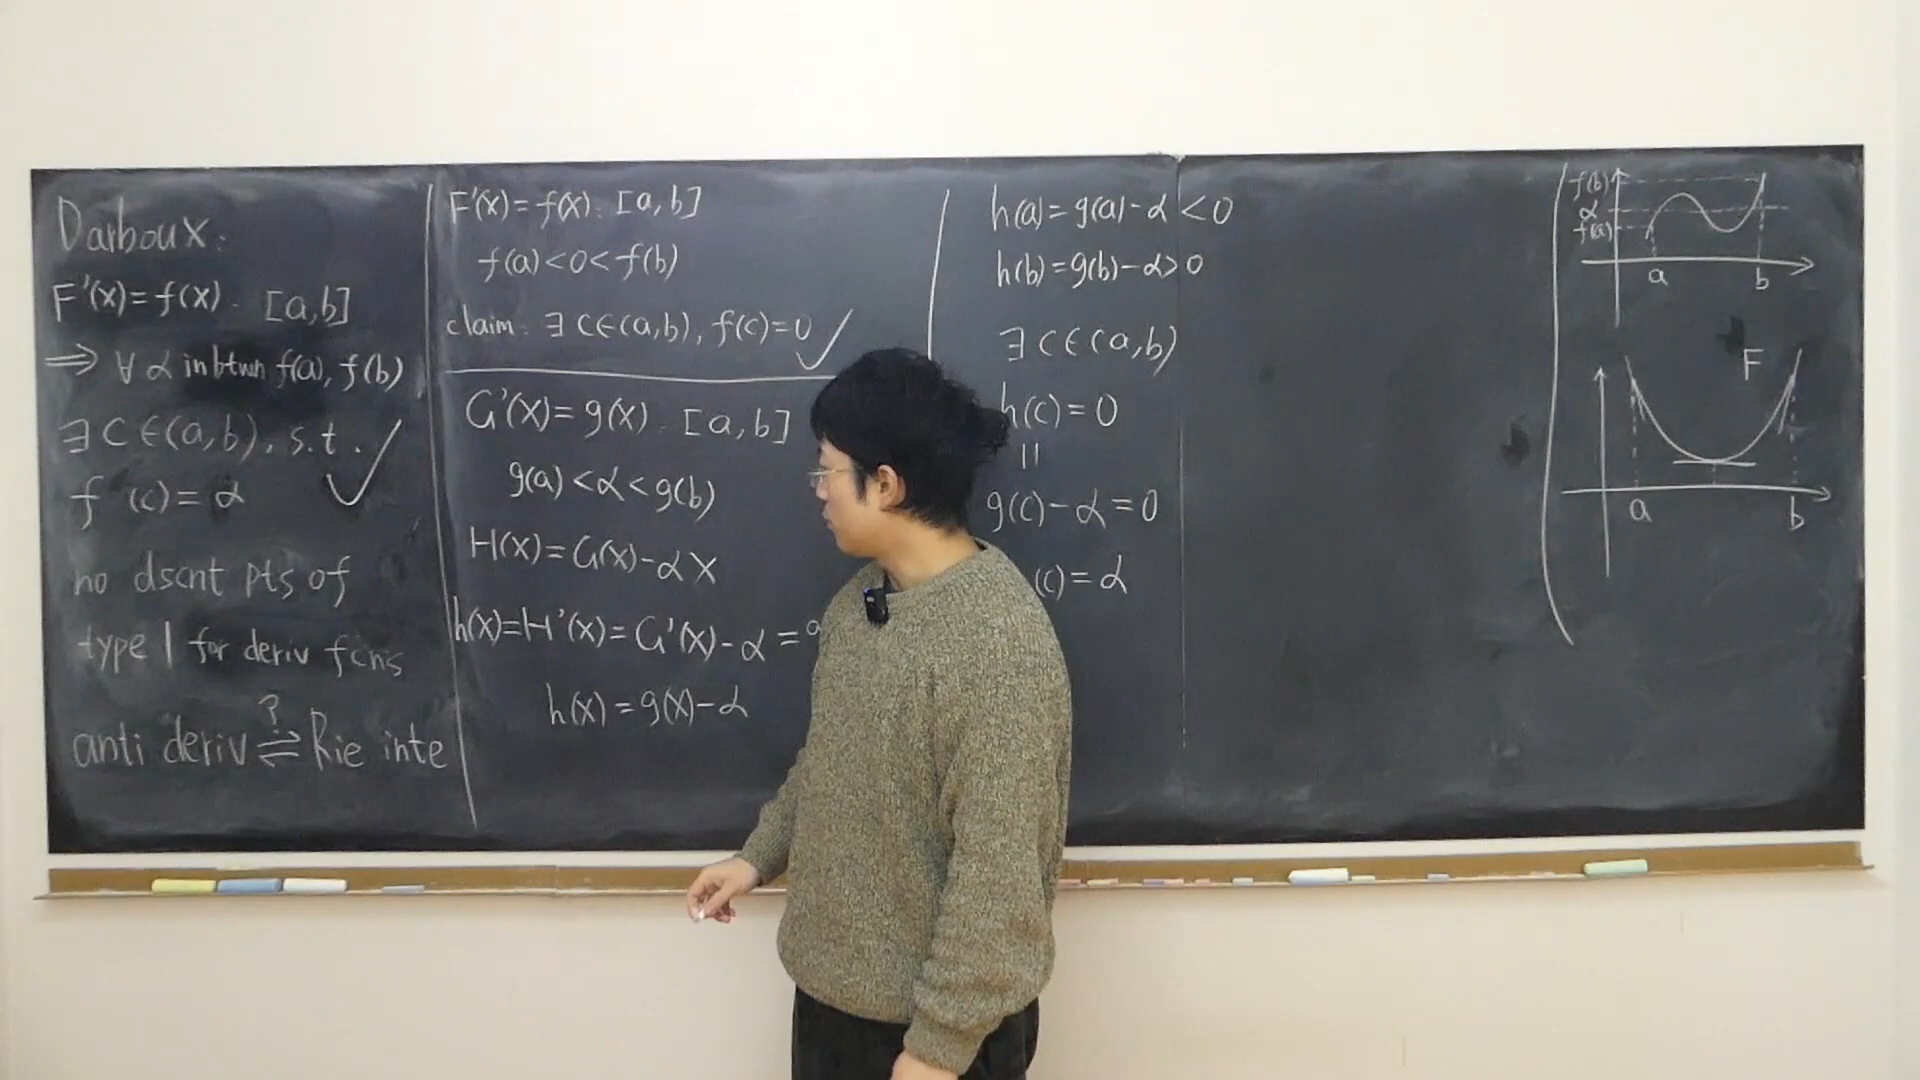 Darboux:
F'(x)=f(x). [a,b]
⟹ ∀ α in btwn f(a), f(b)
∃ c∈(a,b), s.t. ✓
f (c)=α
no dscnt pts of
type 1 for deriv fcns
?
anti deriv ⇌ Rie inte
F'(x)=f(x). [a,b]
f(a)<0<f(b)
claim. ∃ c∈(a,b), f(c)=0 ✓
G'(x)=g(x). [a,b]
g(a)<α<g(b)
H(x)=G(x)-αx
h(x)=H'(x)=G'(x)-α=
h(x)=g(x)-α
h(a)=g(a)-α<0
h(b)=g(b)-α>0
∃ c∈(a,b)
h(c)=0
||
g(c)-α=0
(c)=α
f(b)
α
f(a)
a b
F
a b